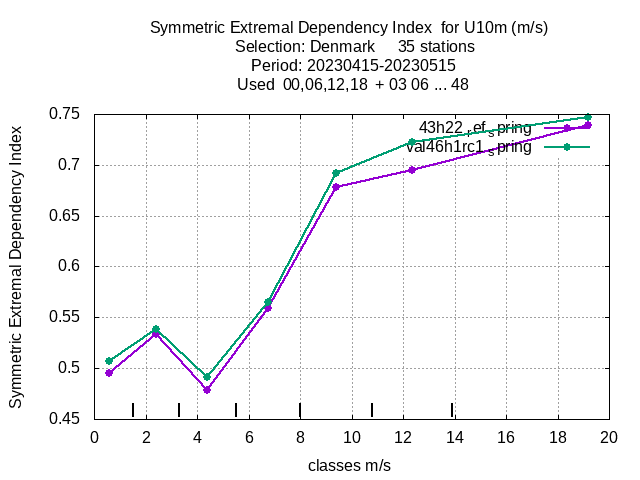 Symmetric Extremal Dependency Index for U10m (m/s)
Selection: Denmark 35 stations
Period: 20230415-20230515
Used 00,06,12,18 + 03 06 ... 48
Symmetric Extremal Dependency Index
0.75
0.7
0.65
0.6
0.55
0.5
0.45
43h22_ref_spring
val46h1rc1_spring
0 2 4 6 8 10 12 14 16 18 20
classes m/s